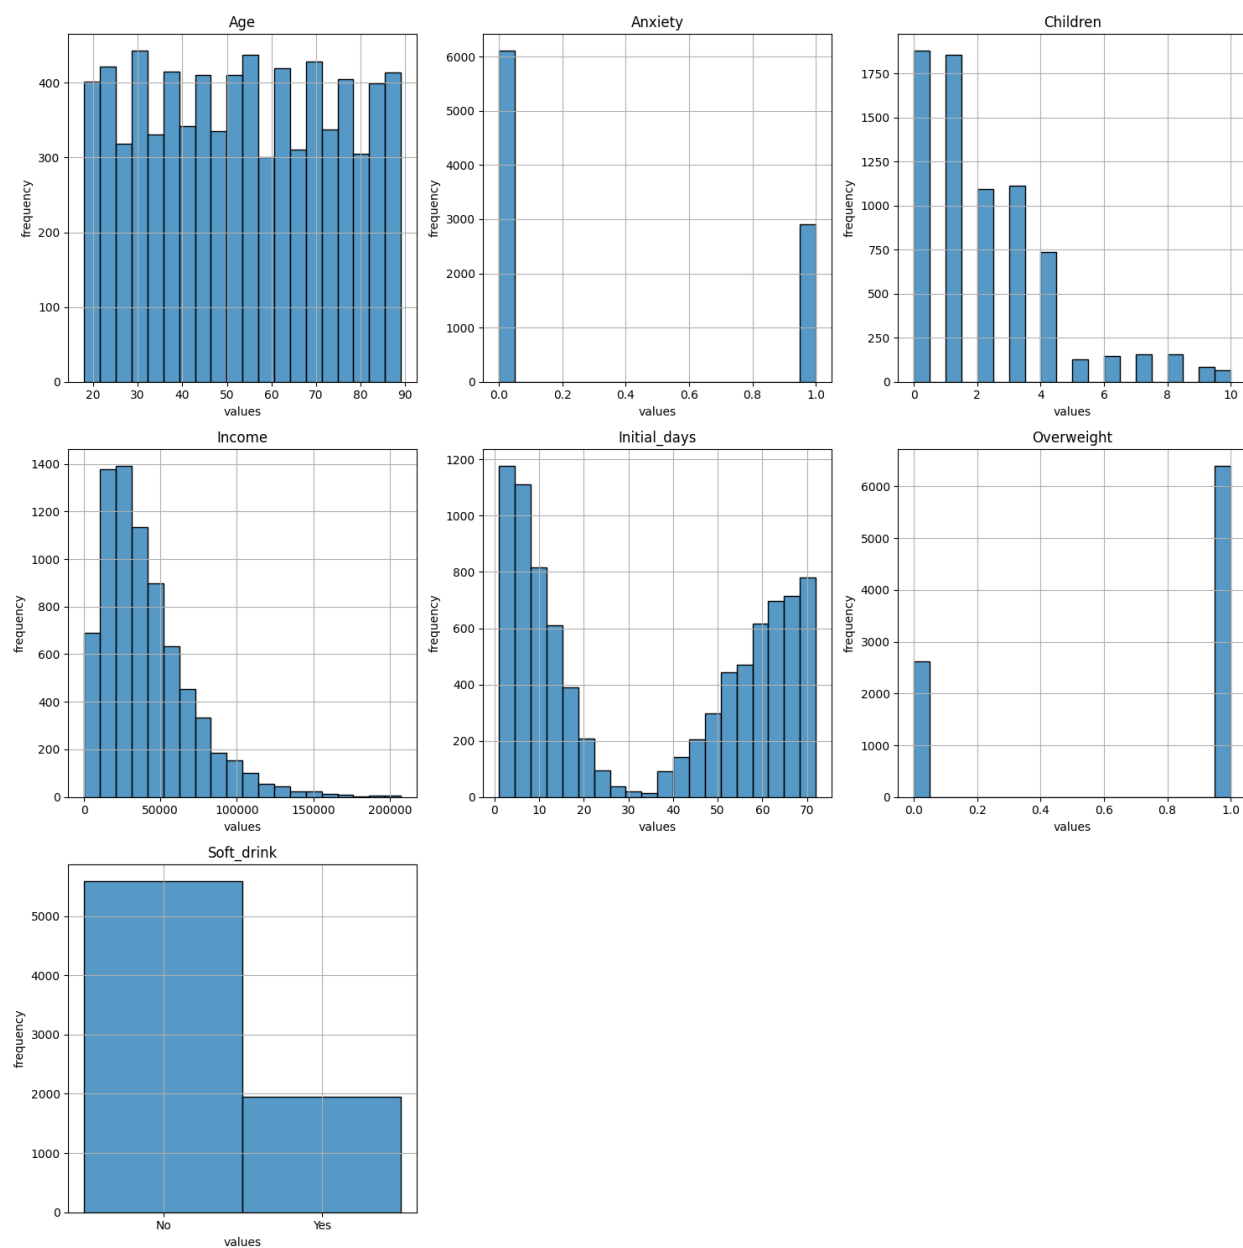 Age
400
300
200
100
0
frequency
20 30 40 50 60 70 80 90
values
Anxiety
6000
5000
4000
3000
2000
1000
0
frequency
0.0 0.2 0.4 0.6 0.8 1.0
values
Children
1750
1500
1250
1000
750
500
250
0
frequency
0 2 4 6 8 10
values
Income
1400
1200
1000
800
600
400
200
0
frequency
0 50000 100000 150000 200000
values
Initial_days
1200
1000
800
600
400
200
0
frequency
0 10 20 30 40 50 60 70
values
Overweight
6000
5000
4000
3000
2000
1000
0
frequency
0.0 0.2 0.4 0.6 0.8 1.0
values
Soft_drink
5000
4000
3000
2000
1000
0
frequency
No Yes
values